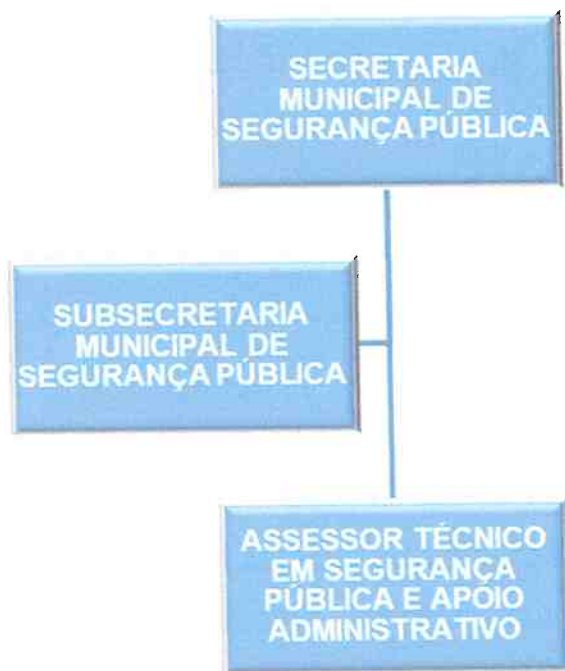 SECRETARIA
MUNICIPAL DE
SEGURANÇA PÚBLICA
SUBSECRETARIA
MUNICIPAL DE
SEGURANÇA PÚBLICA
ASSESSOR TÉCNICO
EM SEGURANÇA
PÚBLICA E APOIO
ADMINISTRATIVO